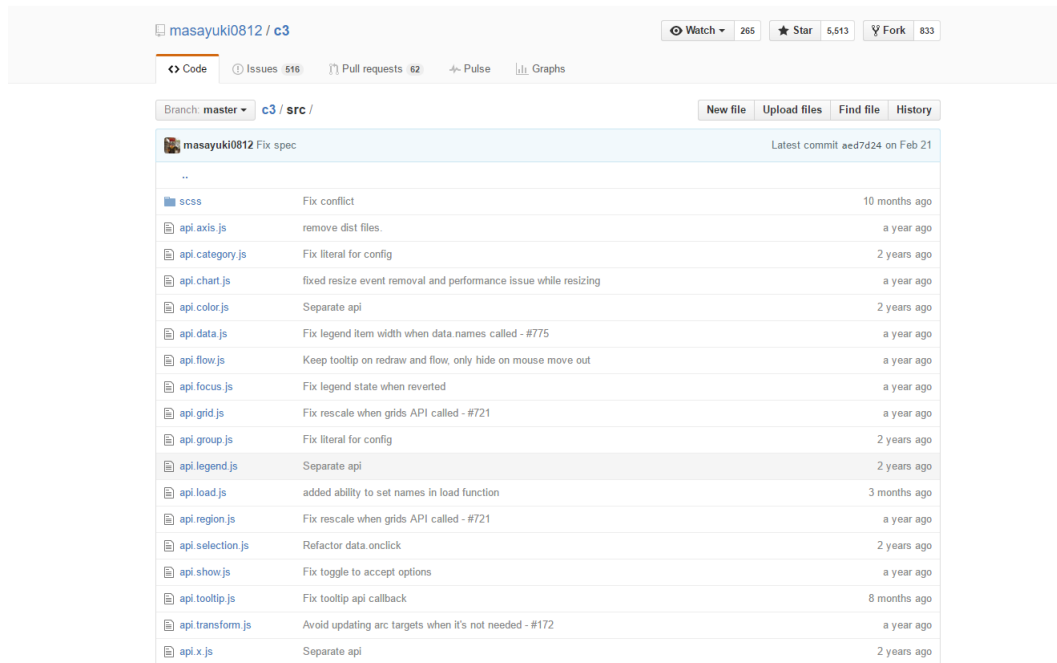 masayuki0812 / c3
Watch 265 Star 5,513 Fork 833
Code Issues 516 Pull requests 62 Pulse Graphs
Branch: master c3 / src / New file Upload files Find file History
masayuki0812 Fix spec Latest commit aed7d24 on Feb 21
..
scss Fix conflict 10 months ago
api.axis.js remove dist files. a year ago
api.category.js Fix literal for config 2 years ago
api.chart.js fixed resize event removal and performance issue while resizing a year ago
api.color.js Separate api 2 years ago
api.data.js Fix legend item width when data.names called - #775 a year ago
api.flow.js Keep tooltip on redraw and flow, only hide on mouse move out a year ago
api.focus.js Fix legend state when reverted a year ago
api.grid.js Fix rescale when grids API called - #721 a year ago
api.group.js Fix literal for config 2 years ago
api.legend.js Separate api 2 years ago
api.load.js added ability to set names in load function 3 months ago
api.region.js Fix rescale when grids API called - #721 a year ago
api.selection.js Refactor data.onclick 2 years ago
api.show.js Fix toggle to accept options a year ago
api.tooltip.js Fix tooltip api callback 8 months ago
api.transform.js Avoid updating arc targets when it's not needed - #172 a year ago
api.x.js Separate api 2 years ago